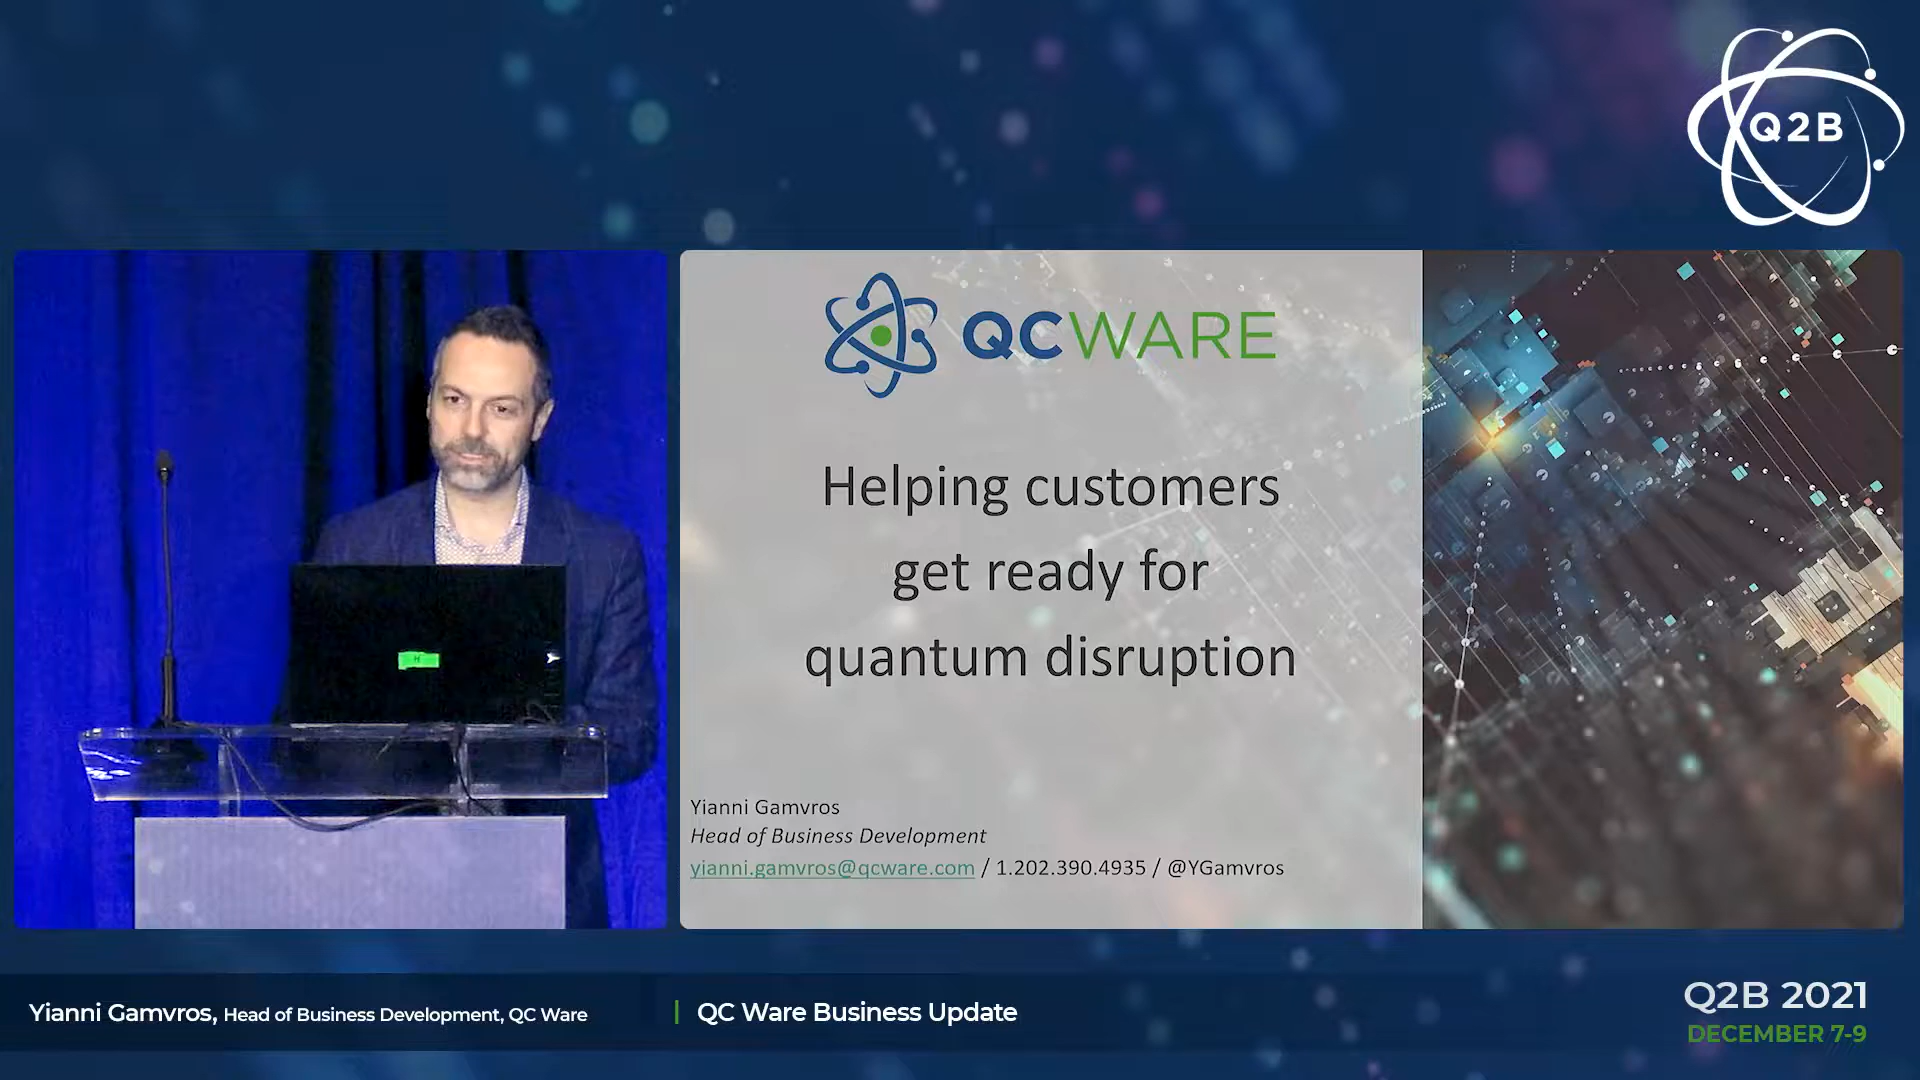 Q2B
QCWARE
Helping customers
get ready for
quantum disruption
Yianni Gamvros
Head of Business Development
yianni.gamvros@qcware.com / 1.202.390.4935 / @YGamvros
Yianni Gamvros, Head of Business Development, QC Ware
QC Ware Business Update
Q2B 2021
DECEMBER 7-9